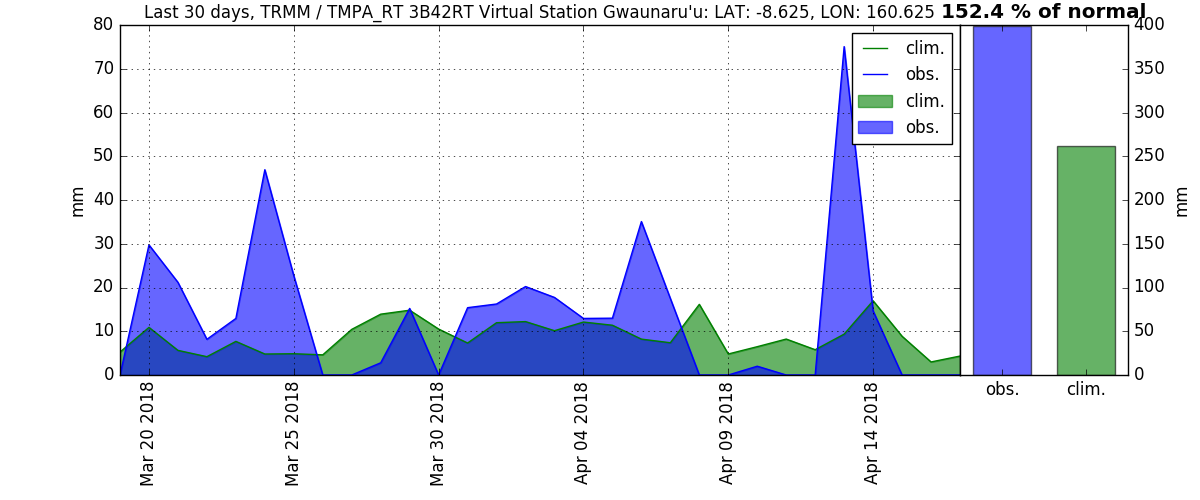 Last 30 days, TRMM / TMPA_RT 3B42RT Virtual Station Gwaunaru'u: LAT: -8.625, LON: 160.625 152.4 % of normal
80
70
60
50
40
30
20
10
0
mm
clim.
obs.
clim.
obs.
Mar 20 2018
Mar 25 2018
Mar 30 2018
Apr 04 2018
Apr 09 2018
Apr 14 2018
400
350
300
250
200
150
100
50
0
mm
obs.
clim.